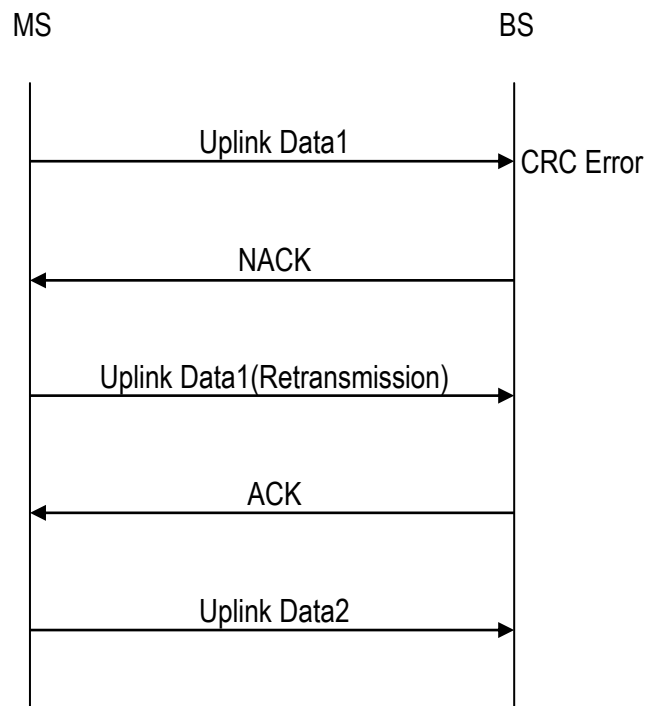 MS
BS
Uplink Data1
CRC Error
NACK
Uplink Data1(Retransmission)
ACK
Uplink Data2